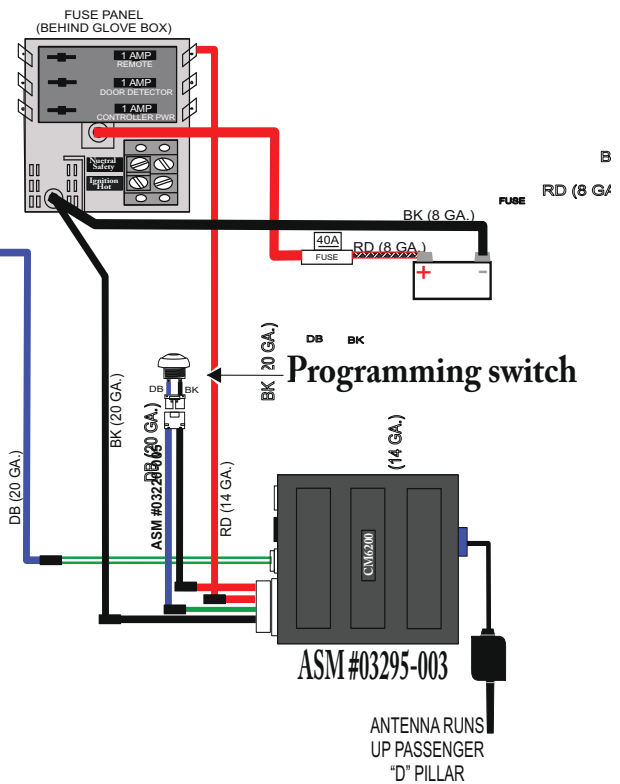 FUSE PANEL
(BEHIND GLOVE BOX)
1 AMP
REMOTE
1 AMP
DOOR DETECTOR
1 AMP
CONTROLLER PWR
Nuctral
Safety
Ignition
Hot
BK (8 GA.)
FUSE
B
RD (8 GA
40A
FUSE
RD (8 GA.)
+
-
DB BK
BK 20 GA.)
Programming switch
DB BK
DB (20 GA.)
BK (20 GA.)
ASM #03220-005
DB (20 GA.)
RD (14 GA.)
(14 GA.)
CM6200
ASM #03295-003
ANTENNA RUNS
UP PASSENGER
“D” PILLAR